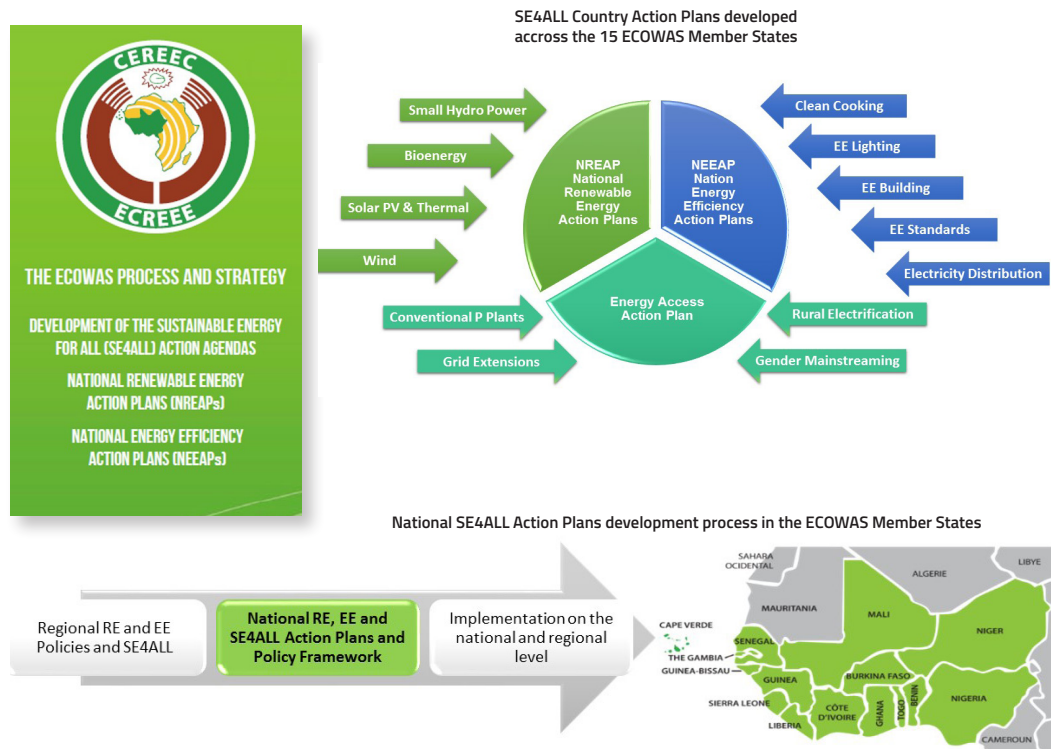 CEREEC
ECREEE
THE ECOWAS PROCESS AND STRATEGY
DEVELOPMENT OF THE SUSTAINABLE ENERGY
FOR ALL (SE4ALL) ACTION AGENDAS
NATIONAL RENEWABLE ENERGY
ACTION PLANS (NREAPs)
NATIONAL ENERGY EFFICIENCY
ACTION PLANS (NEEAPs)
SE4ALL Country Action Plans developed
accross the 15 ECOWAS Member States
Small Hydro Power
Bioenergy
Solar PV & Thermal
Wind
Conventional P Plants
Grid Extensions
NREAP
National
Renewable
Energy
Action Plans
NEEAP
Nation
Energy
Efficiency
Action Plans
Energy Access
Action Plan
Clean Cooking
EE Lighting
EE Building
EE Standards
Electricity Distribution
Rural Electrification
Gender Mainstreaming
National SE4ALL Action Plans development process in the ECOWAS Member States
Regional RE and EE
Policies and SE4ALL
National RE, EE and
SE4ALL Action Plans and
Policy Framework
Implementation on the
national and regional
level
SAHARA
OCCIDENTAL
ALGERIE
LIBYE
MAURITANIA
MALI
NIGER
CAPE VERDE
SENEGAL
THE GAMBIA
GUINEA-BISSAU
GUINEA
BURKINA FASO
SIERRA LEONE
CÔTE
D'IVOIRE
GHANA
TOGO
BENIN
NIGERIA
LIBERIA
CAMEROUN